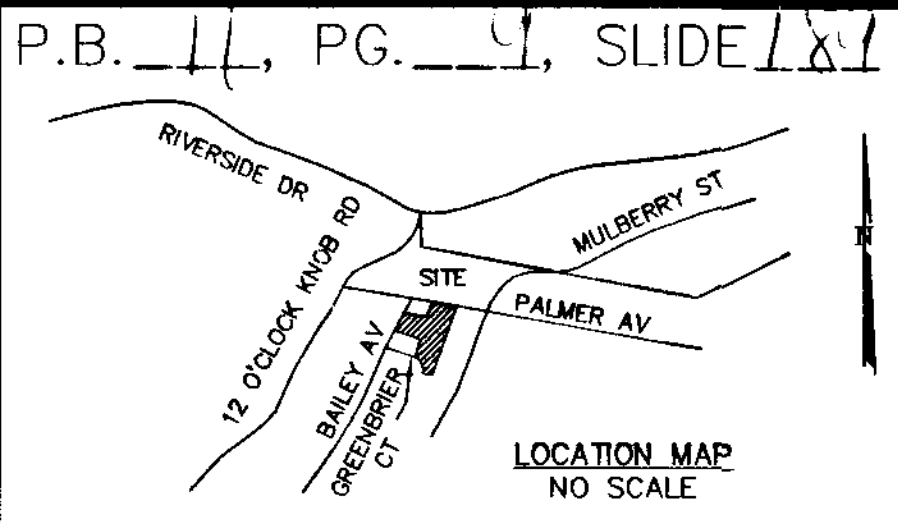 P.B. 11, PG. 9, SLIDE 189
RIVERSIDE DR
12 O'CLOCK KNOB RD
MULBERRY ST
SITE
PALMER AV
N
BAILEY AV
GREENBRIER
CT
LOCATION MAP
NO SCALE